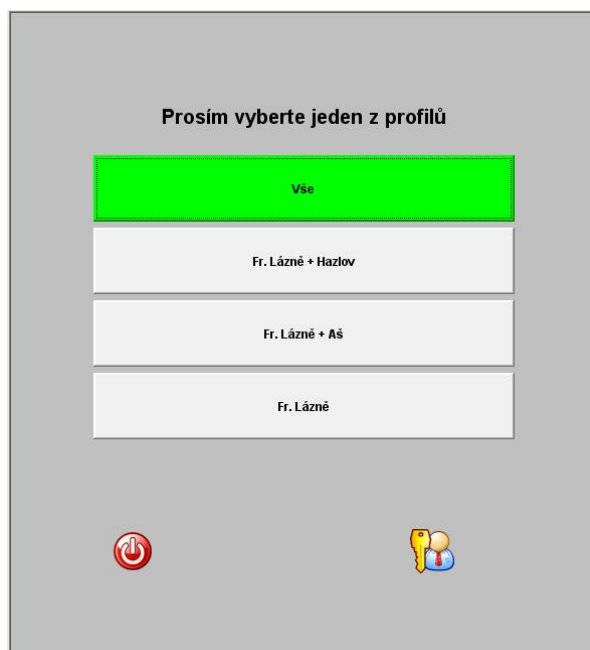 Prosím vyberte jeden z profilů
Vše
Fr. Lázně + Hazlov
Fr. Lázně + Aš
Fr. Lázně